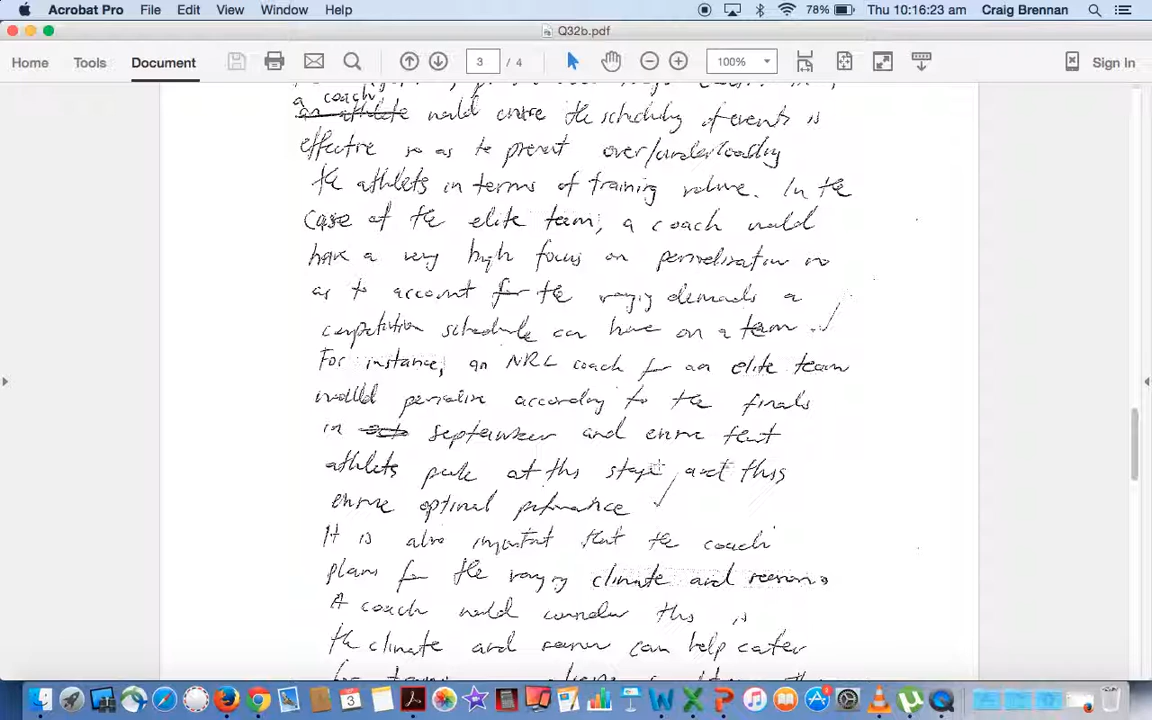 Acrobat Pro File Edit View Window Help 78% Thu 10:16:23 am Craig Brennan
Q32b.pdf
Home Tools Document 3 / 4 100% Sign In
a coach
an athlete would ensure the scheduling of events is
effective so as to prevent over/underloading
the athlets in terms of training volume. In the
case of the elite team, a coach would
have a very high focus on periodisation so
as to account for the varying demands a
competition schedule can have on a team.
For instance, an NRL coach for an elite team
would periodise according to the finals
in september and ensure that
athlets peak at this stage, and thus
ensure optimal performance
It is also important that the coach
plans for the varying climate and seasons
A coach would consider this is
the climate and season can help cater